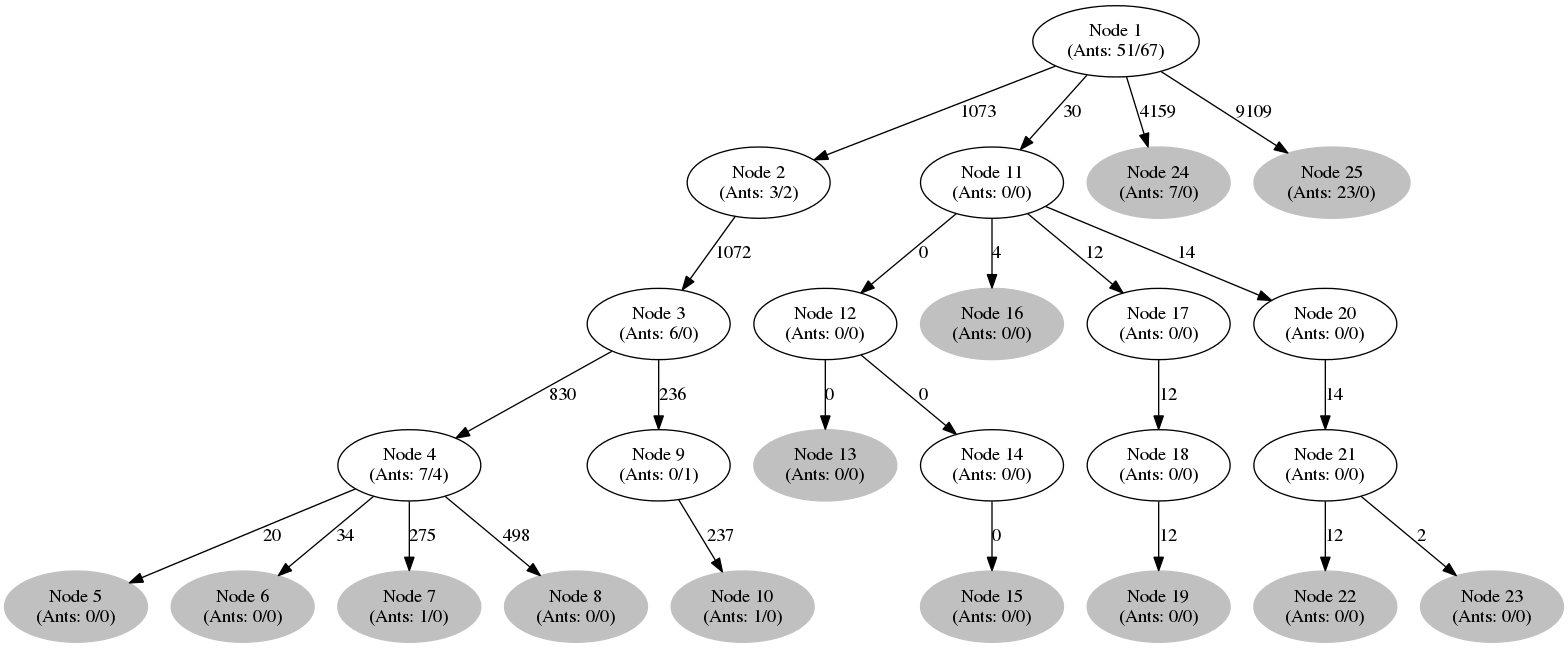 Node 1
(Ants: 51/67)
1073
30
4159
9109
Node 2
(Ants: 3/2)
Node 11
(Ants: 0/0)
Node 24
(Ants: 7/0)
Node 25
(Ants: 23/0)
1072
0
4
12
14
Node 3
(Ants: 6/0)
Node 12
(Ants: 0/0)
Node 16
(Ants: 0/0)
Node 17
(Ants: 0/0)
Node 20
(Ants: 0/0)
830
236
0
0
12
14
Node 4
(Ants: 7/4)
Node 9
(Ants: 0/1)
Node 13
(Ants: 0/0)
Node 14
(Ants: 0/0)
Node 18
(Ants: 0/0)
Node 21
(Ants: 0/0)
20
34
275
498
237
0
12
12
2
Node 5
(Ants: 0/0)
Node 6
(Ants: 0/0)
Node 7
(Ants: 1/0)
Node 8
(Ants: 0/0)
Node 10
(Ants: 1/0)
Node 15
(Ants: 0/0)
Node 19
(Ants: 0/0)
Node 22
(Ants: 0/0)
Node 23
(Ants: 0/0)